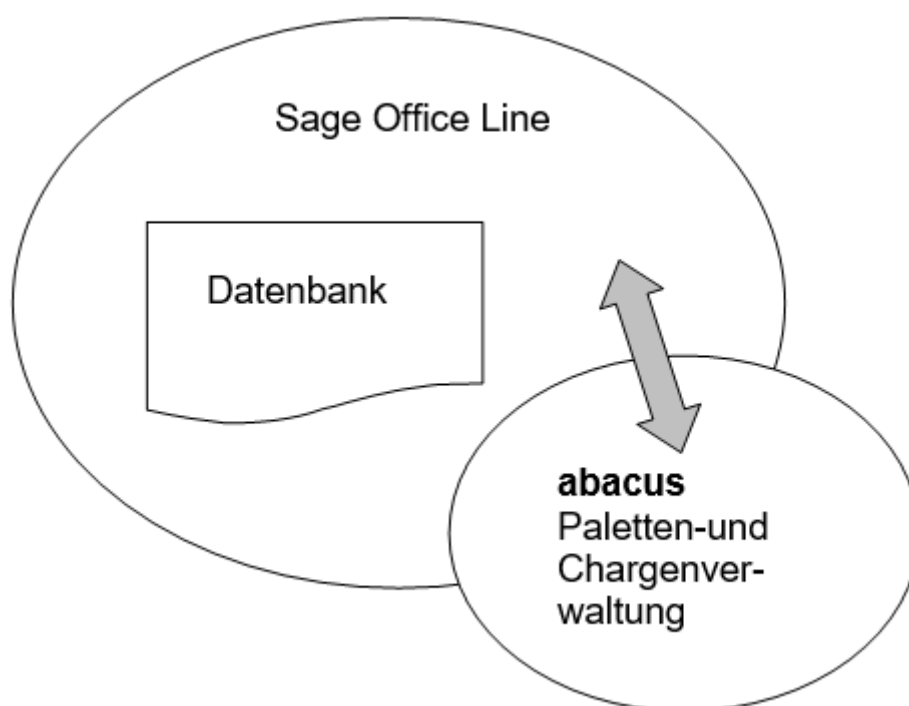 Sage Office Line
Datenbank
abacus
Paletten-und
Chargenver-
waltung